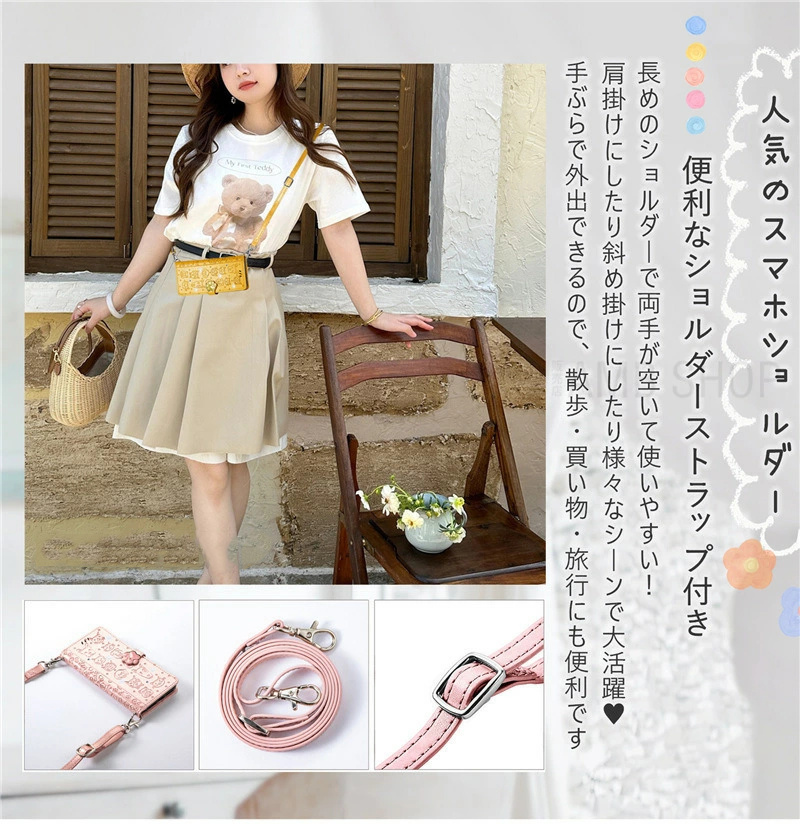 人気のスマホショルダー
便利なショルダーストラップ付き
長めのショルダーで両手が空いて使いやすい！
肩掛けにしたり斜め掛けにしたり様々なシーンで大活躍♥
手ぶらで外出できるので、散歩・買い物・旅行にも便利です
My First Teddy